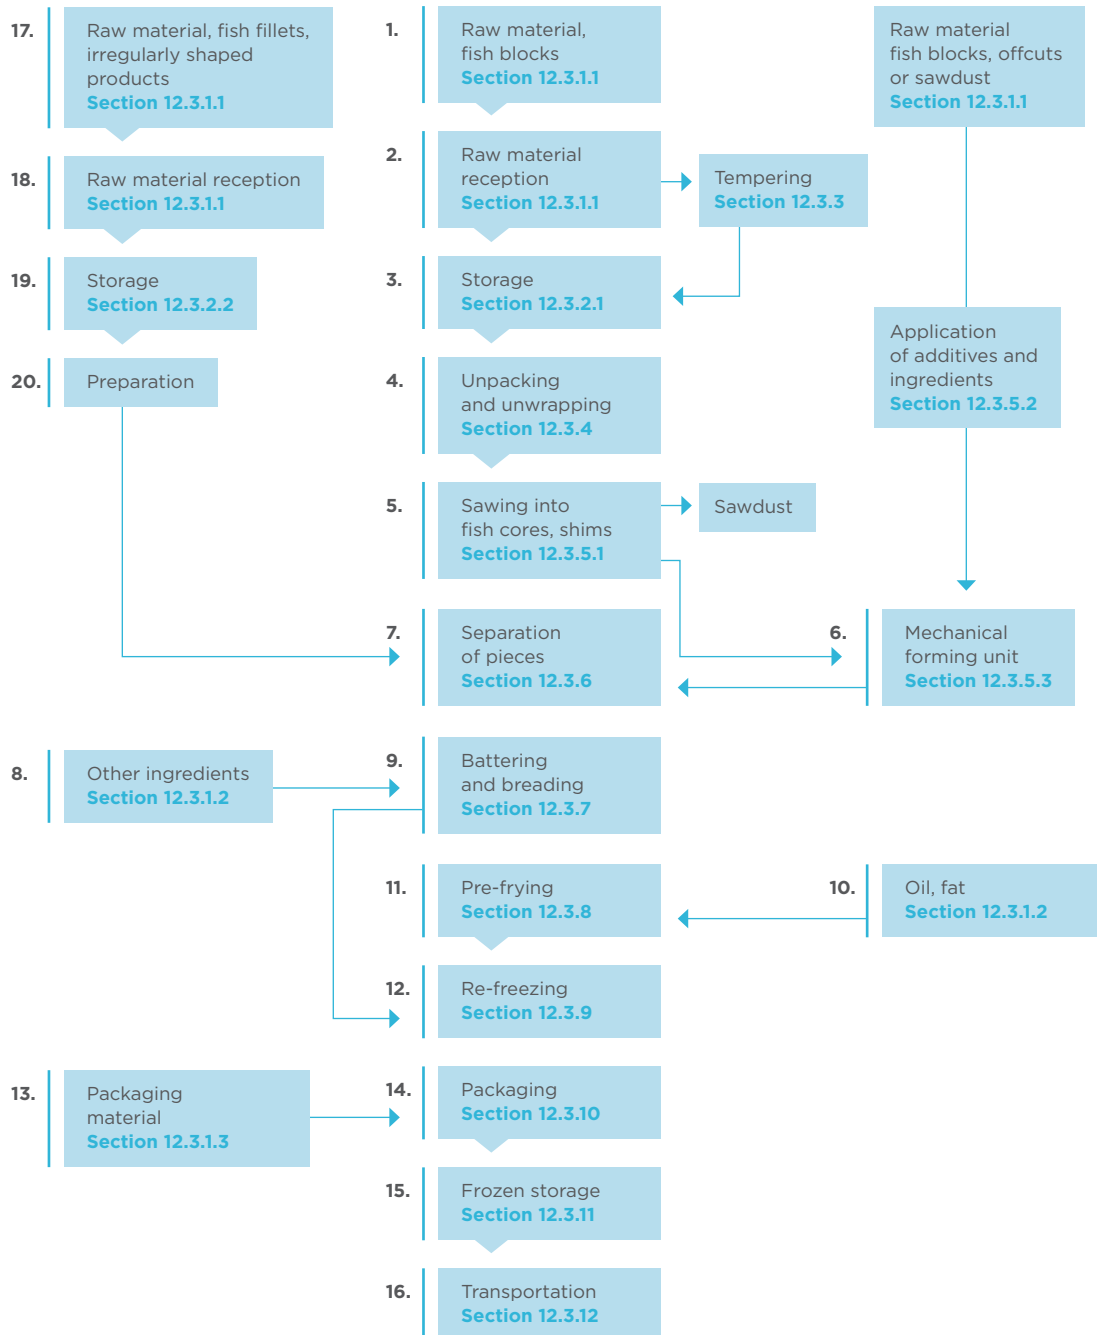 17.
Raw material, fish fillets,
irregularly shaped
products
Section 12.3.1.1
1.
Raw material,
fish blocks
Section 12.3.1.1
Raw material
fish blocks, offcuts
or sawdust
Section 12.3.1.1
18.
Raw material reception
Section 12.3.1.1
2.
Raw material
reception
Section 12.3.1.1
Tempering
Section 12.3.3
19.
Storage
Section 12.3.2.2
3.
Storage
Section 12.3.2.1
Application
of additives and
ingredients
Section 12.3.5.2
20.
Preparation
4.
Unpacking
and unwrapping
Section 12.3.4
5.
Sawing into
fish cores, shims
Section 12.3.5.1
Sawdust
7.
Separation
of pieces
Section 12.3.6
6.
Mechanical
forming unit
Section 12.3.5.3
8.
Other ingredients
Section 12.3.1.2
9.
Battering
and breading
Section 12.3.7
11.
Pre-frying
Section 12.3.8
10.
Oil, fat
Section 12.3.1.2
12.
Re-freezing
Section 12.3.9
13.
Packaging
material
Section 12.3.1.3
14.
Packaging
Section 12.3.10
15.
Frozen storage
Section 12.3.11
16.
Transportation
Section 12.3.12